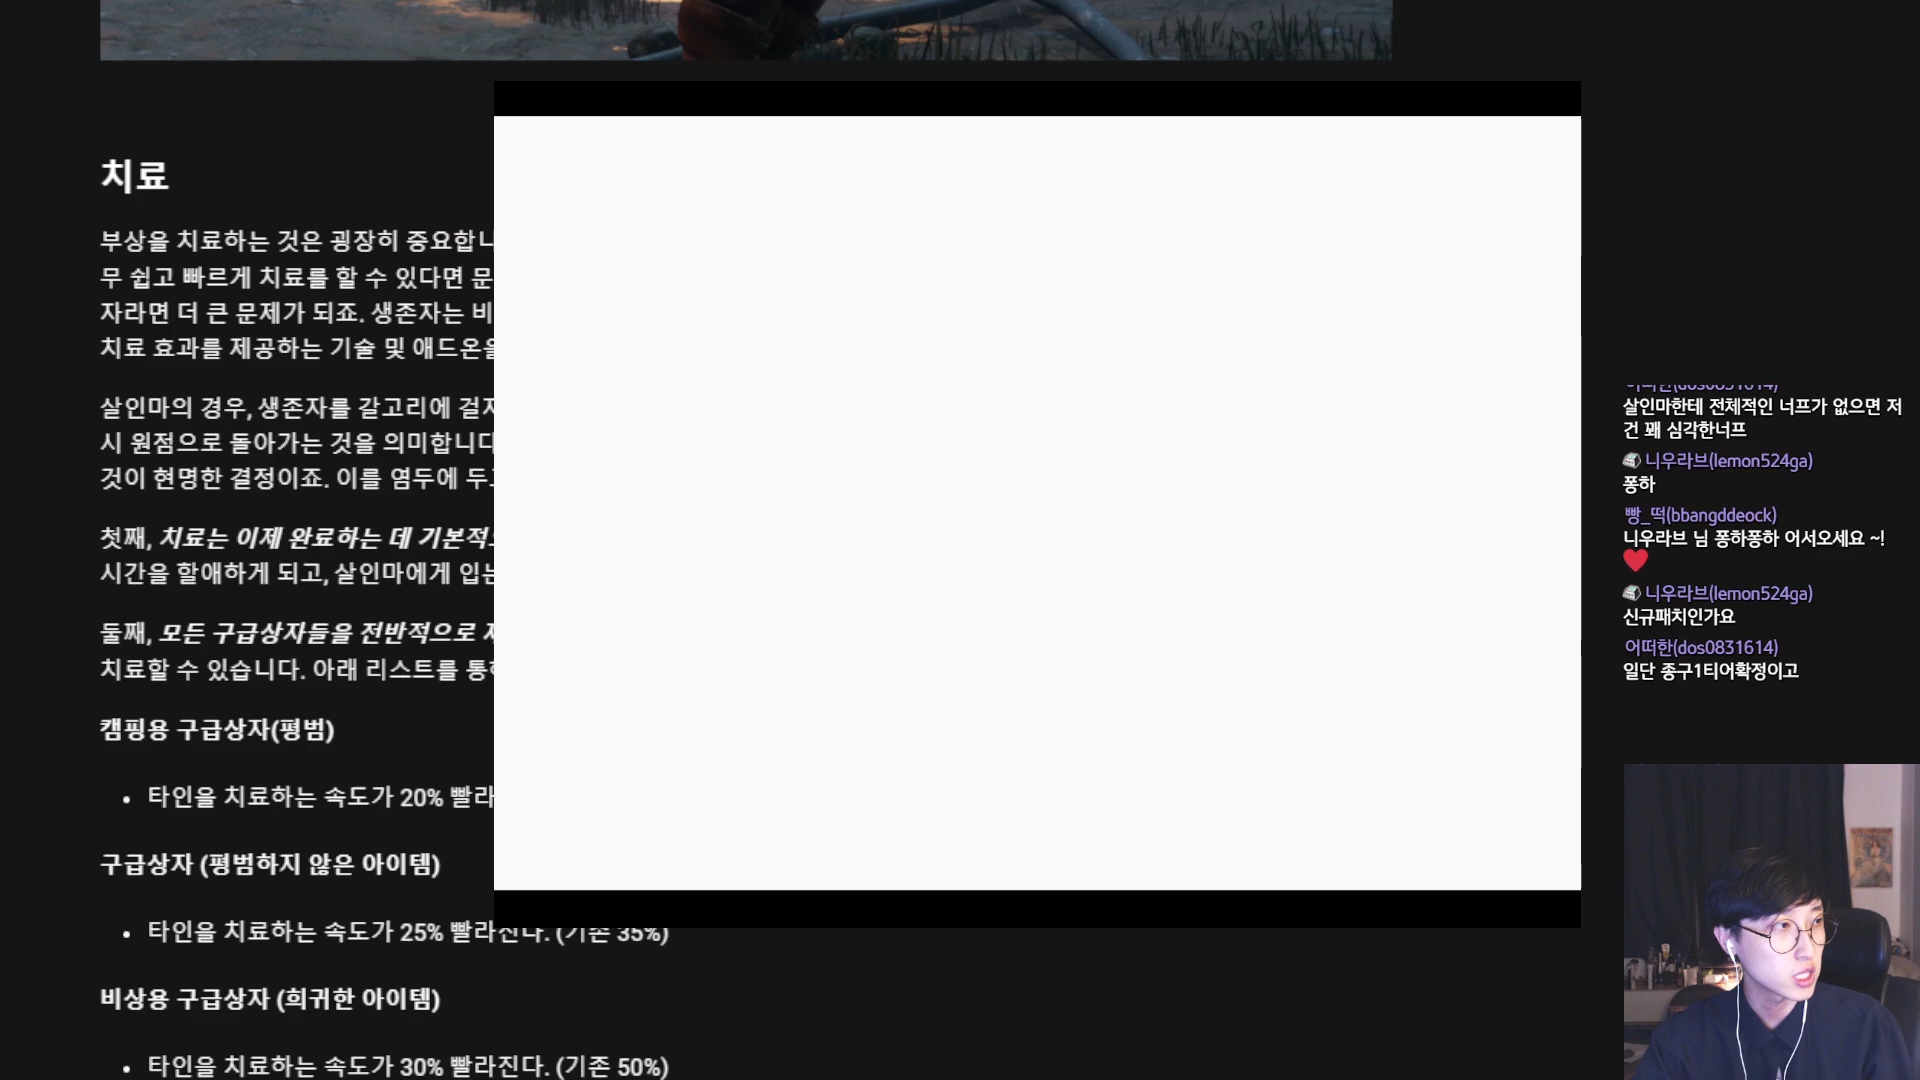 치료
부상을 치료하는 것은 굉장히 중요합니
무 쉽고 빠르게 치료를 할 수 있다면 문
자라면 더 큰 문제가 되죠. 생존자는 비
치료 효과를 제공하는 기술 및 애드온을
살인마의 경우, 생존자를 갈고리에 걸지
시 원점으로 돌아가는 것을 의미합니다
것이 현명한 결정이죠. 이를 염두에 두고
첫째, 치료는 이제 완료하는 데 기본적으
시간을 할애하게 되고, 살인마에게 입는
둘째, 모든 구급상자들을 전반적으로
치료할 수 있습니다. 아래 리스트를 통해
캠핑용 구급상자(평범)
• 타인을 치료하는 속도가 20% 빨라
구급상자 (평범하지 않은 아이템)
• 타인을 치료하는 속도가 25% 빨라진다. (기존 35%)
비상용 구급상자 (희귀한 아이템)
• 타인을 치료하는 속도가 30% 빨라진다. (기존 50%)
어떠한(dos0831614)
살인마한테 전체적인 너프가 없으면 저
건 꽤 심각한너프
니우라브(lemon524ga)
퐁하
빵_떡(bbangddeock)
니우라브 님 퐁하퐁하 어서오세요 ~!
니우라브(lemon524ga)
신규패치인가요
어떠한(dos0831614)
일단 종구1티어확정이고